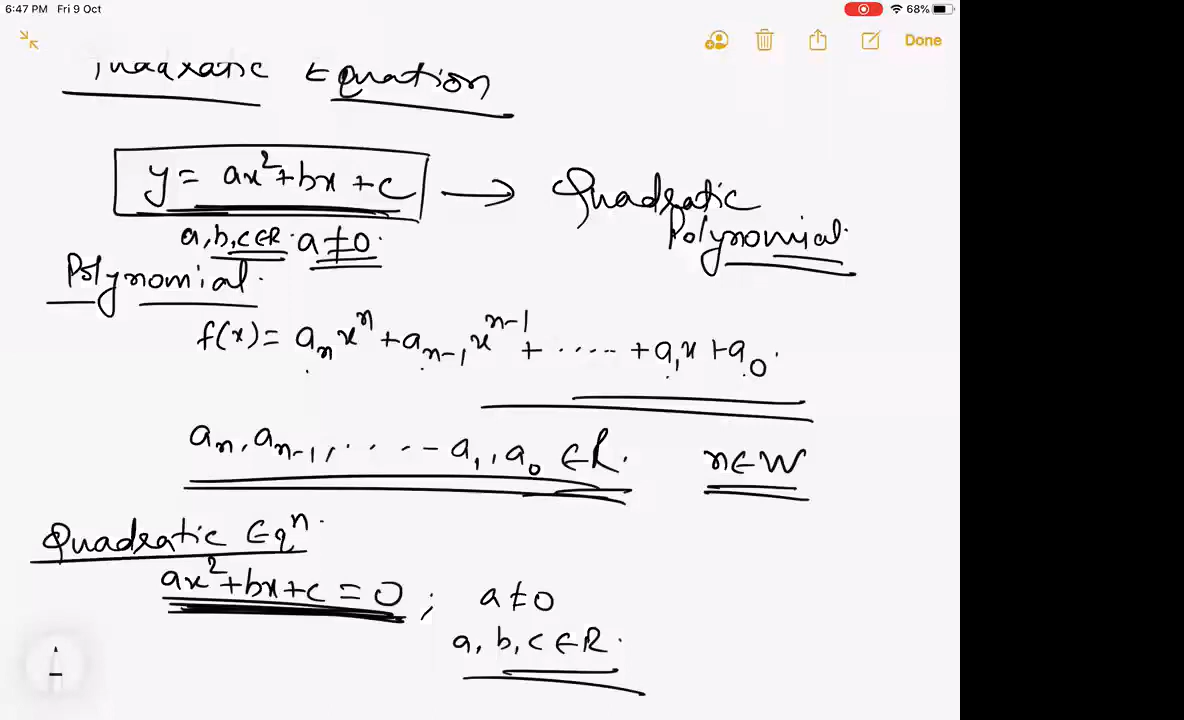 6:47 PM Fri 9 Oct
68%
Done
Quadratic Equation
y = ax²+bx+c → Quadratic
Polynomial.
a,b,c∈R. a≠0.
Polynomial.
f(x)= aₙxⁿ+aₙ₋₁xⁿ⁻¹+.....+a₁x+a₀.
aₙ,aₙ₋₁,....-a₁,a₀ ∈R. n∈W
Quadratic Eqⁿ.
ax²+bx+c=0; a≠0
a, b, c ∈R.